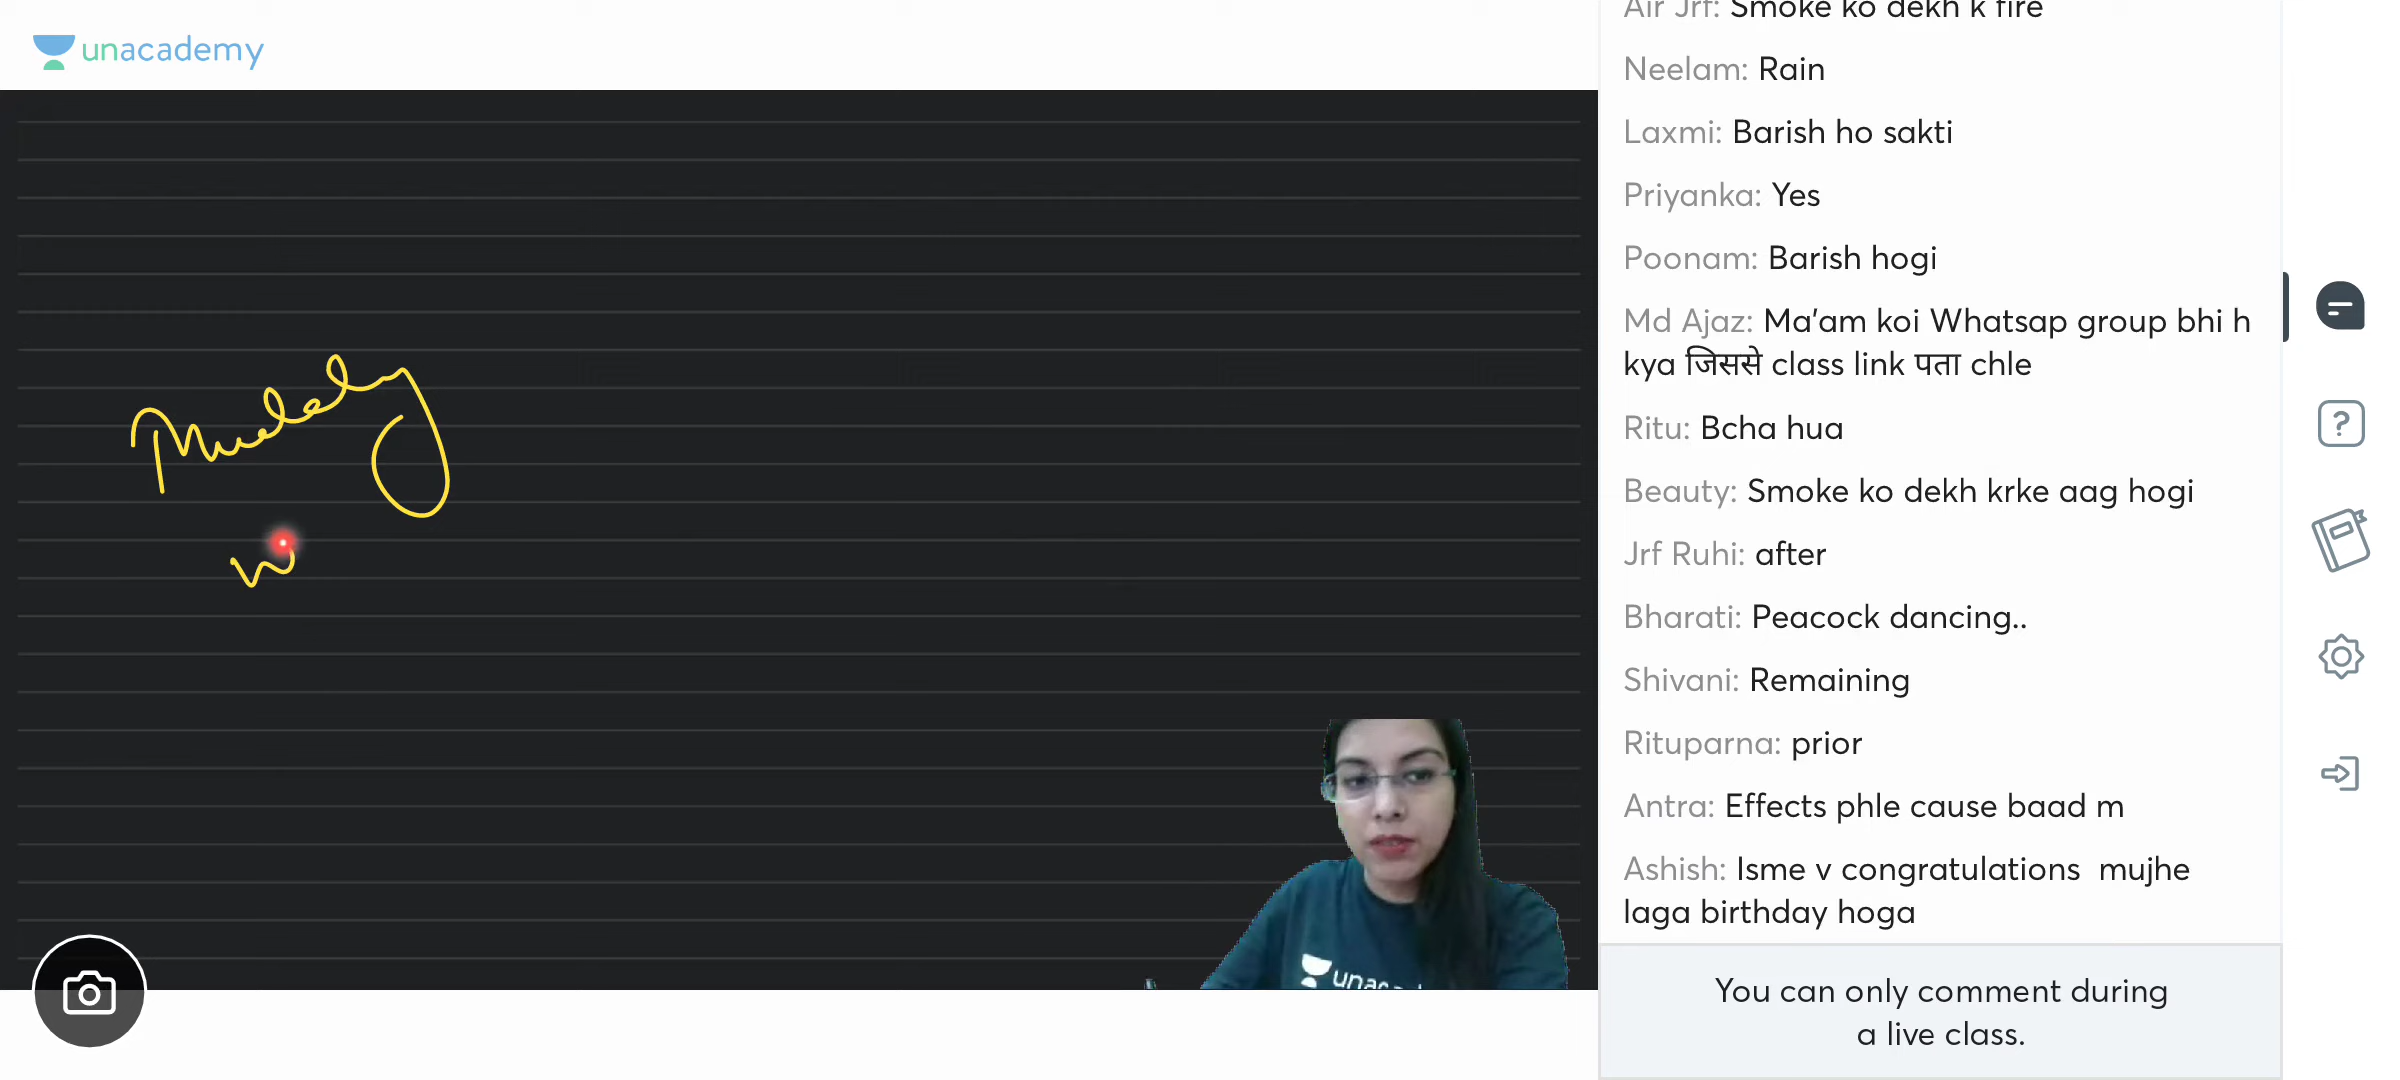 unacademy
Air Jrf: Smoke ko dekh k fire
Neelam: Rain
Laxmi: Barish ho sakti
Priyanka: Yes
Poonam: Barish hogi
Md Ajaz: Ma'am koi Whatsap group bhi h
kya जिससे class link पता chle
Ritu: Bcha hua
Beauty: Smoke ko dekh krke aag hogi
Jrf Ruhi: after
Bharati: Peacock dancing..
Shivani: Remaining
Rituparna: prior
Antra: Effects phle cause baad m
Ashish: Isme v congratulations mujhe
laga birthday hoga
You can only comment during
a live class.